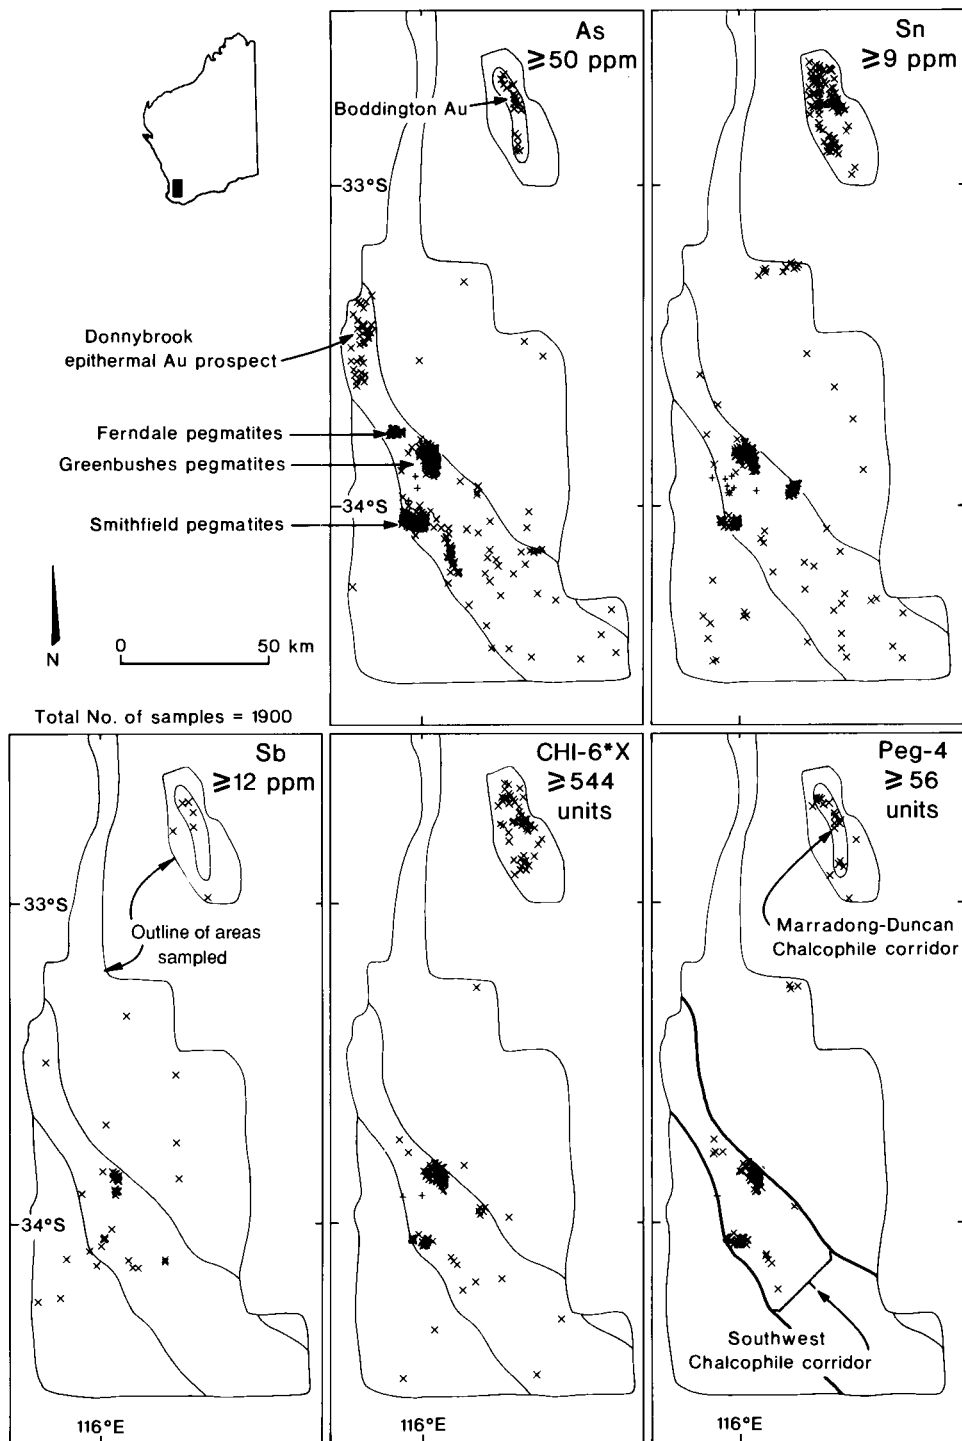 As
≥50 ppm
Boddington Au
33°S
Donnybrook
epithermal Au prospect
Ferndale pegmatites
Greenbushes pegmatites
34°S
Smithfield pegmatites
N
0 50 km
Total No. of samples = 1900
Sn
≥9 ppm
Sb
≥12 ppm
33°S
Outline of areas
sampled
34°S
116°E
CHI-6*X
≥544
units
116°E
Peg-4
≥56
units
Marradong-Duncan
Chalcophile corridor
Southwest
Chalcophile corridor
116°E